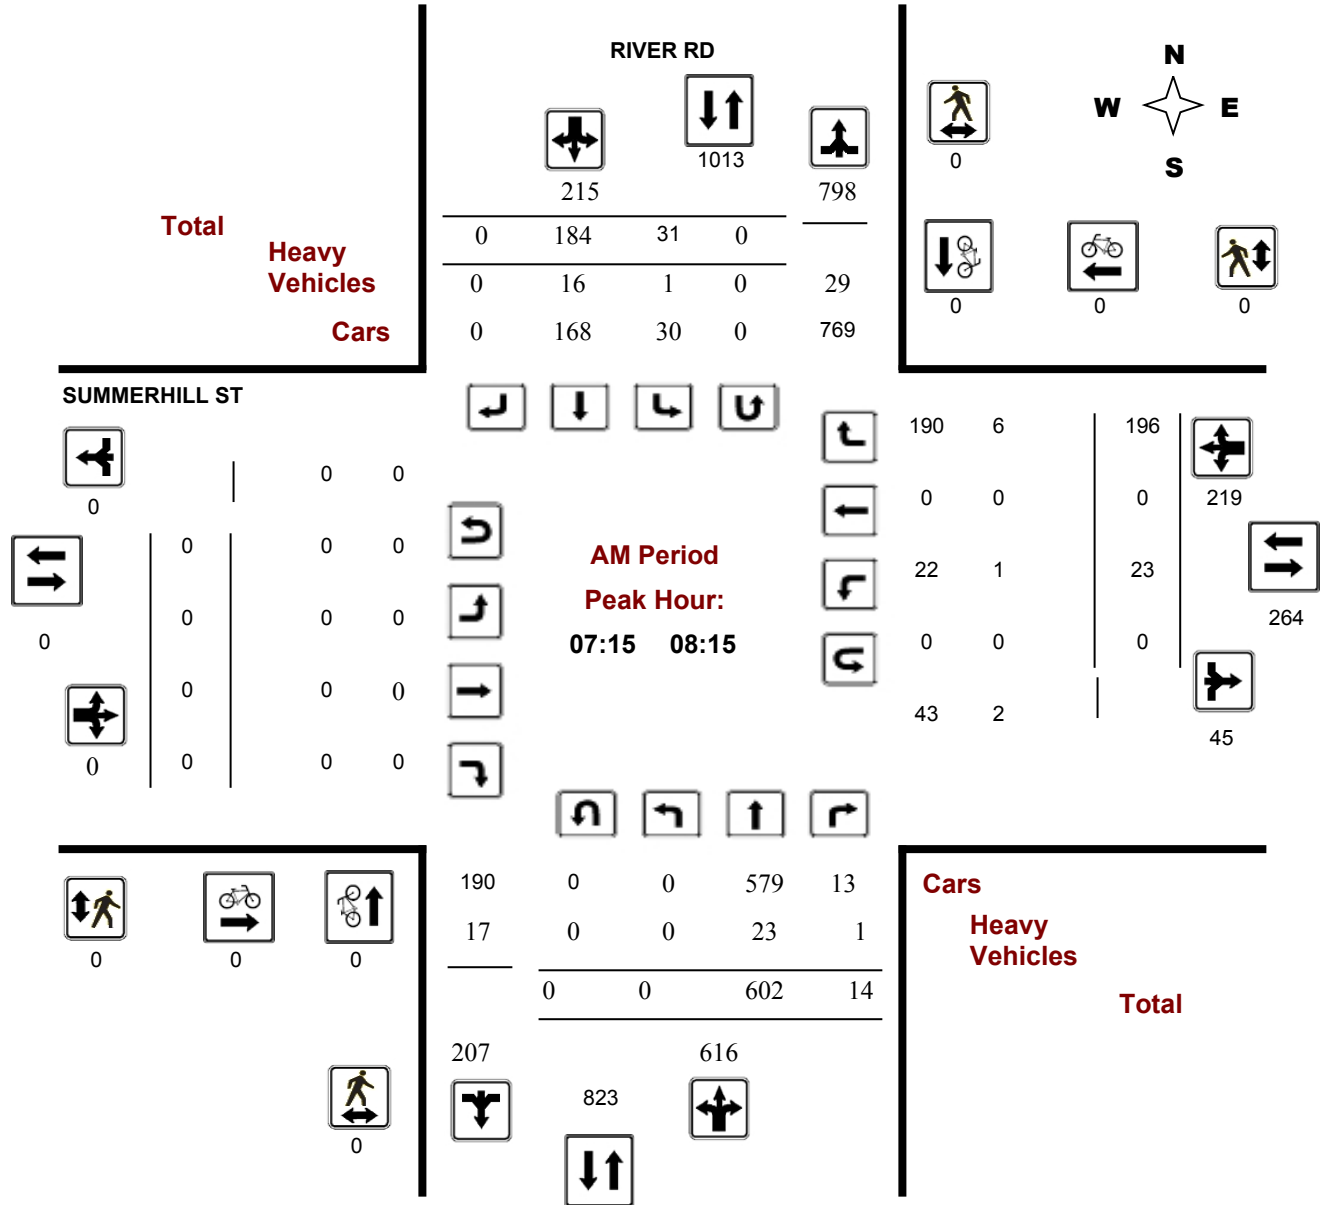 RIVER RD
N
W E
S
1013
0
215 798
Total
0 184 31 0
Heavy
Vehicles
0 16 1 0 29
0 0 0
Cars
0 168 30 0 769
SUMMERHILL ST
190 6 196
0 0
0
0 0 0
219
0 0 0
AM Period
22 1 23
0 0 0
Peak Hour:
264
0
07:15 08:15
0 0 0
0 0 0
43 2
45
0
0 0 0
190 0 0 579 13
Cars
17 0 0 23 1
Heavy
Vehicles
0 0 0
0 0 602 14
Total
207 616
823
0